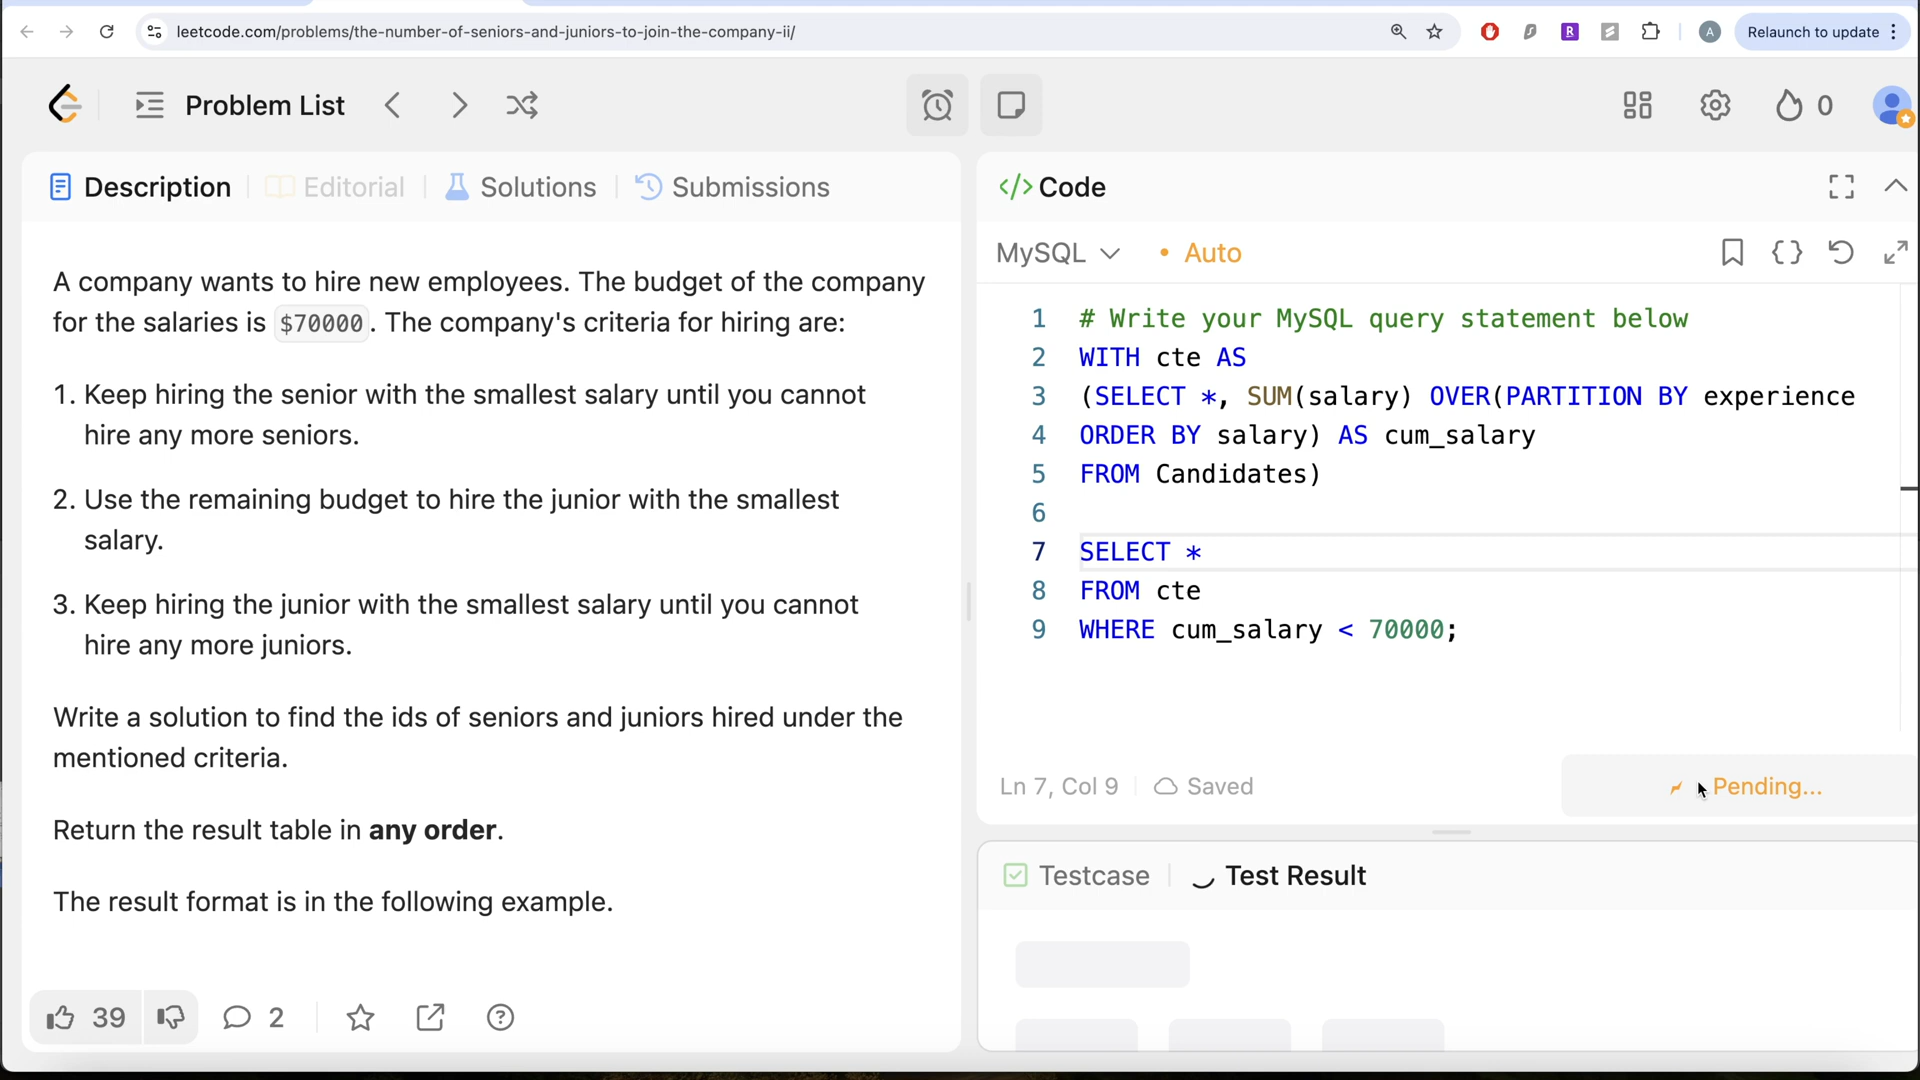 leetcode.com/problems/the-number-of-seniors-and-juniors-to-join-the-company-ii/
R
A
Relaunch to update
Problem List
0
Description
Editorial
Solutions
Submissions
A company wants to hire new employees. The budget of the company
for the salaries is $70000. The company's criteria for hiring are:
1. Keep hiring the senior with the smallest salary until you cannot
hire any more seniors.
2. Use the remaining budget to hire the junior with the smallest
salary.
3. Keep hiring the junior with the smallest salary until you cannot
hire any more juniors.
Write a solution to find the ids of seniors and juniors hired under the
mentioned criteria.
Return the result table in any order.
The result format is in the following example.
39
2
</> Code
MySQL
• Auto
1 # Write your MySQL query statement below
2 WITH cte AS
3 (SELECT *, SUM(salary) OVER(PARTITION BY experience
4 ORDER BY salary) AS cum_salary
5 FROM Candidates)
6
7 SELECT *
8 FROM cte
9 WHERE cum_salary < 70000;
Ln 7, Col 9
Saved
Pending...
Testcase
Test Result